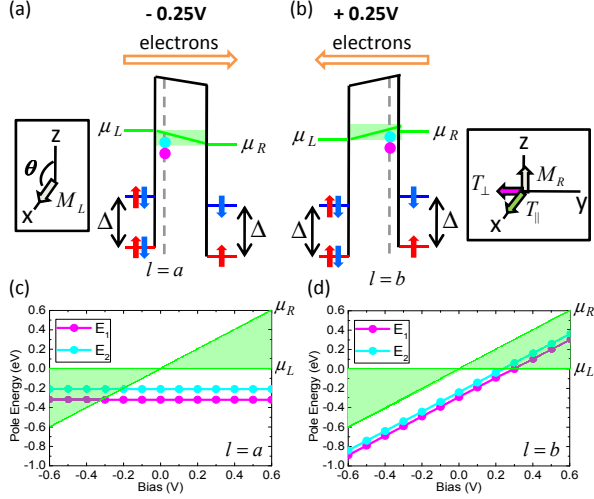 (a)
- 0.25V
(b)
+ 0.25V
electrons
electrons
μ_L
μ_R
μ_L
μ_R
z
θ
M_L
x
z
M_R
T_⊥
T_∥
x
y
Δ
Δ
Δ
Δ
l = a
l = b
(c)
(d)
0.6
0.4
0.2
0.0
-0.2
-0.4
-0.6
-0.8
-1.0
Pole Energy (eV)
E₁
E₂
μ_R
μ_L
l = a
-0.6 -0.4 -0.2 0.0 0.2 0.4 0.6
Bias (V)
0.6
0.4
0.2
0.0
-0.2
-0.4
-0.6
-0.8
-1.0
Pole Energy (eV)
E₁
E₂
μ_R
μ_L
l = b
-0.6 -0.4 -0.2 0.0 0.2 0.4 0.6
Bias (V)